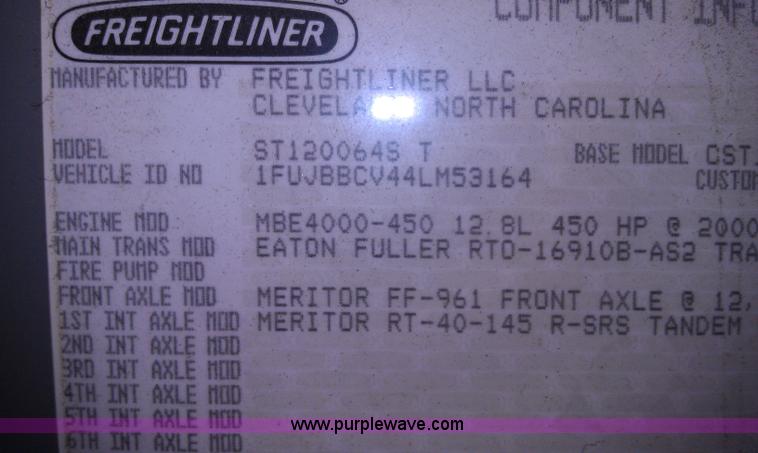 FREIGHTLINER ®
COMPONENT INFO
MANUFACTURED BY FREIGHTLINER LLC
NORTH CAROLINA
MODEL ST120064S T BASE MODEL CST
VEHICLE ID NO 1FUJBBCV44LM53164 CUSTOM
ENGINE MOD MBE4000-450 12.8L 450 HP @ 2000
MAIN TRANS MOD EATON FULLER RTO-16910B-AS2 TRA
FIRE PUMP MOD
FRONT AXLE MOD MERITOR FF-961 FRONT AXLE @ 12,
1ST INT AXLE MOD MERITOR RT-40-145 R-SRS TANDEM
2ND INT AXLE MOD
3RD INT AXLE MOD
4TH INT AXLE MOD
5TH INT AXLE MOD
6TH INT AXLE MOD
www.purplewave.com